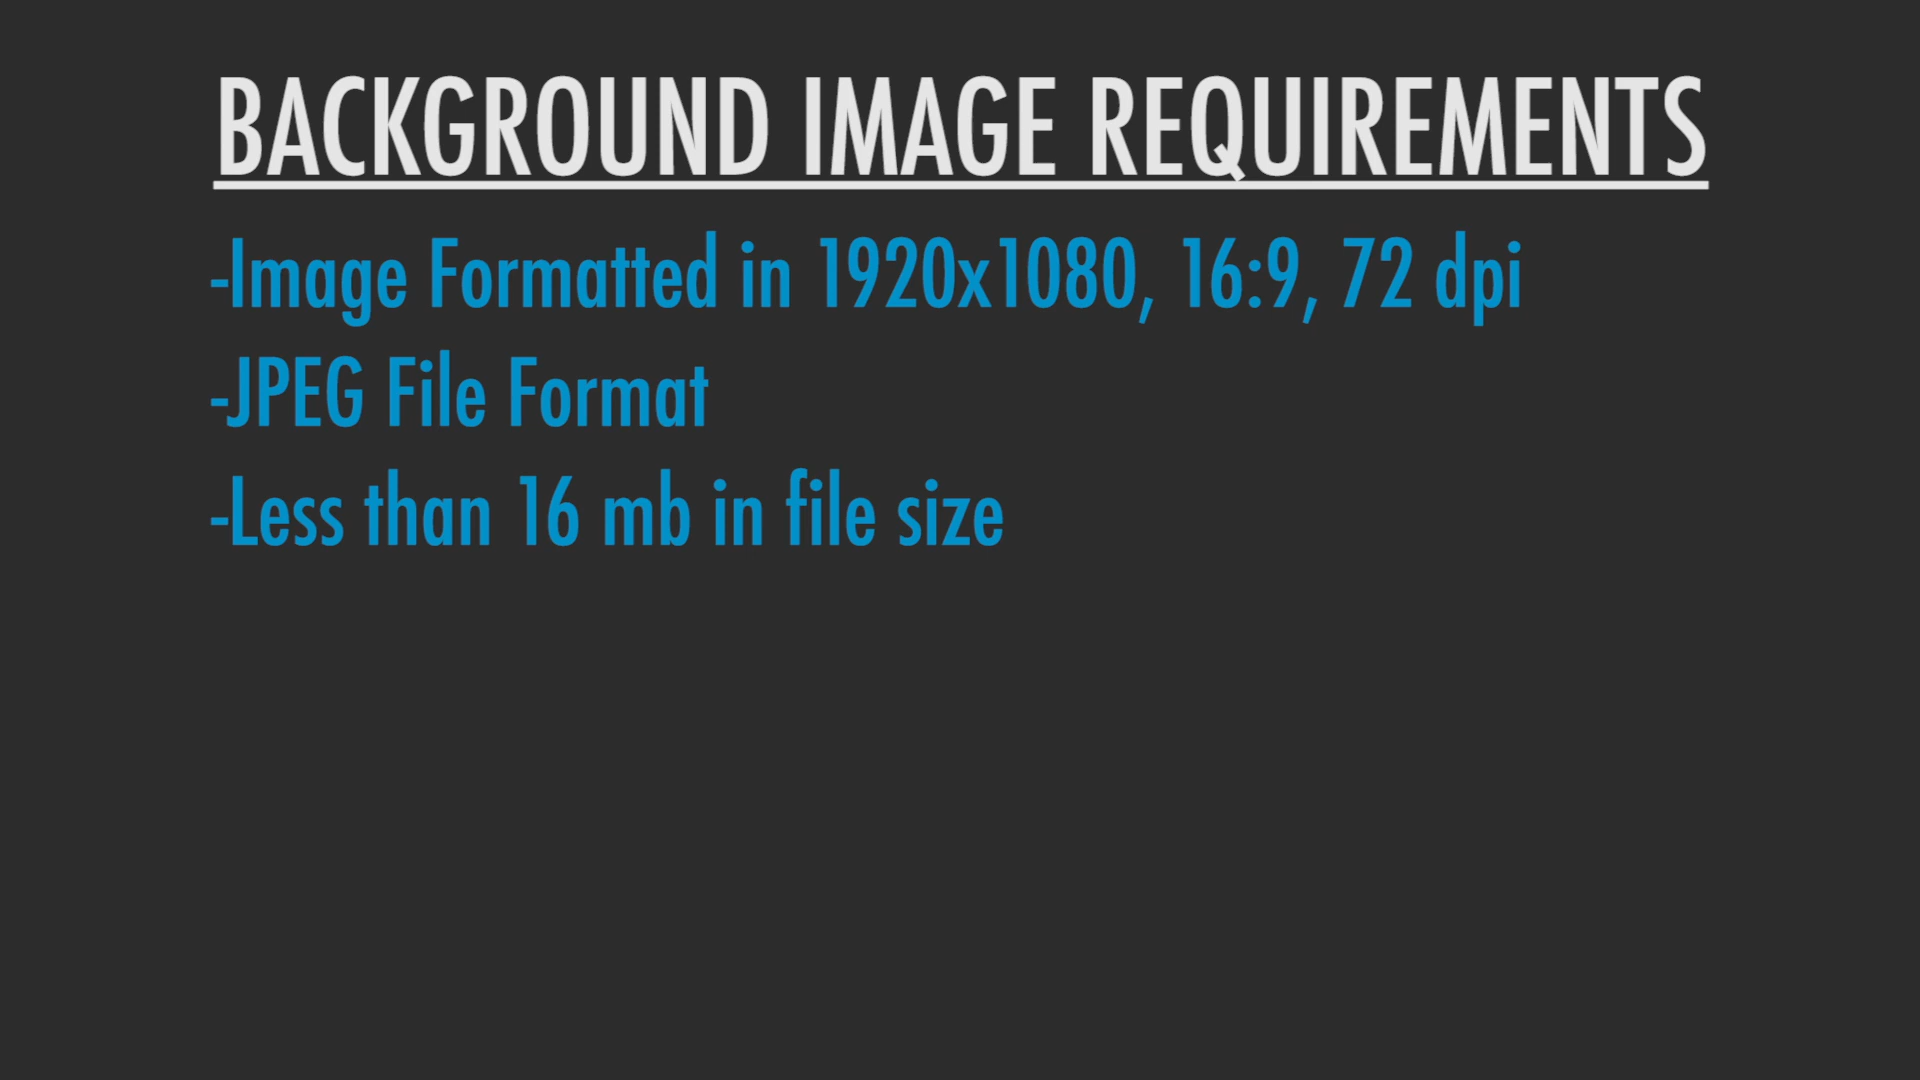 BACKGROUND IMAGE REQUIREMENTS
-Image Formatted in 1920x1080, 16:9, 72 dpi
-JPEG File Format
-Less than 16 mb in file size